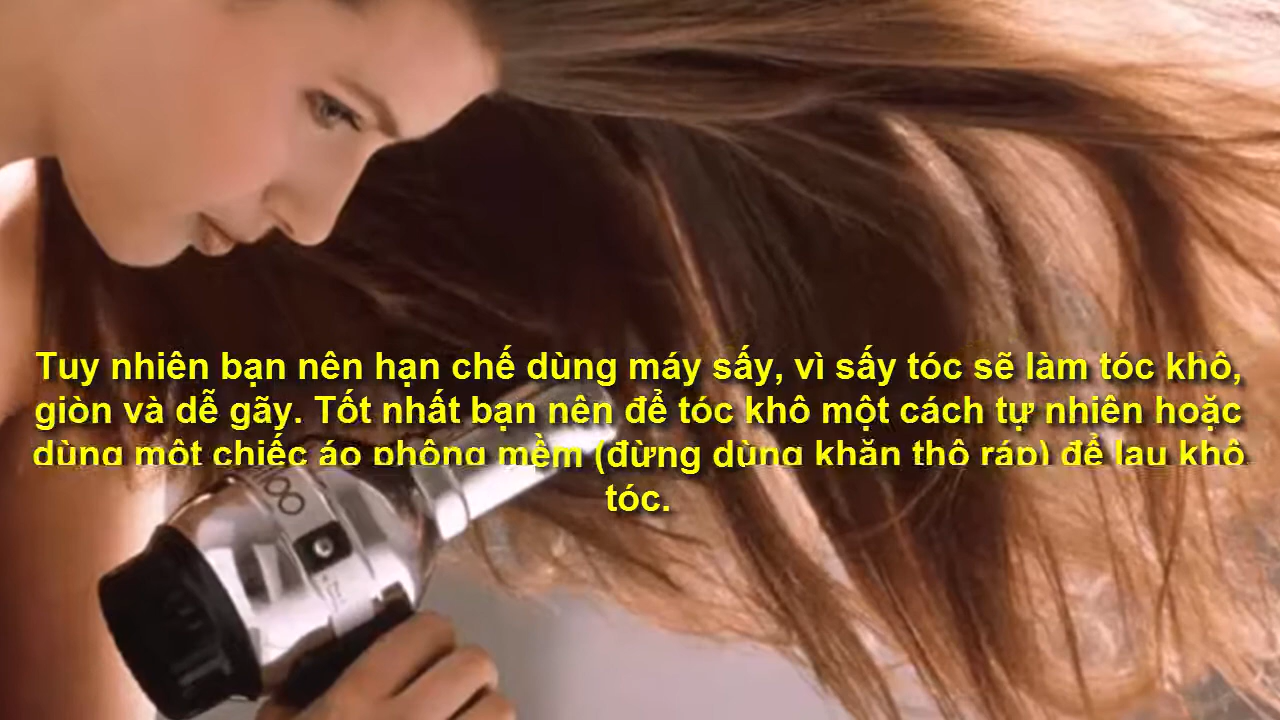 Tuy nhiên bạn nên hạn chế dùng máy sấy, vì sấy tóc sẽ làm tóc khô,
giòn và dễ gãy. Tốt nhất bạn nên để tóc khô một cách tự nhiên hoặc
dùng một chiếc áo phông mềm (đừng dùng khăn thô ráp) để lau khô
tóc.